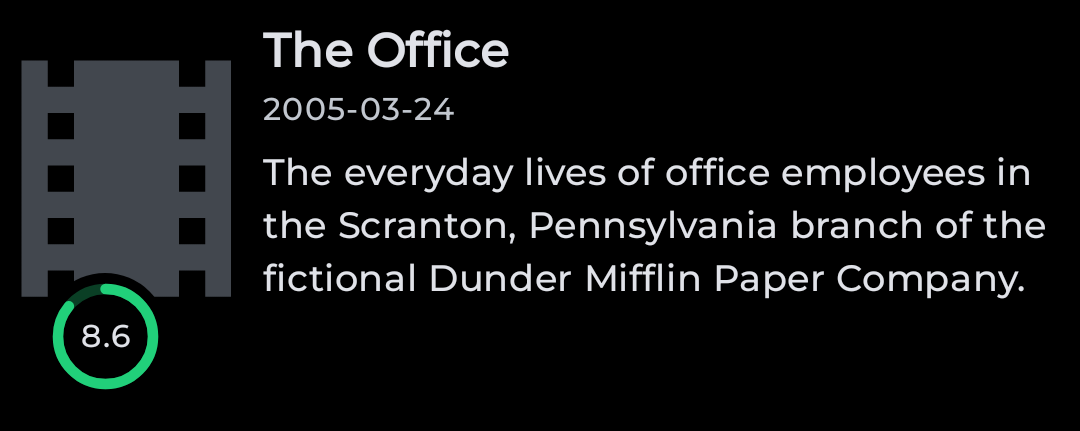 The Office
2005-03-24
The everyday lives of office employees in
the Scranton, Pennsylvania branch of the
fictional Dunder Mifflin Paper Company.
8.6